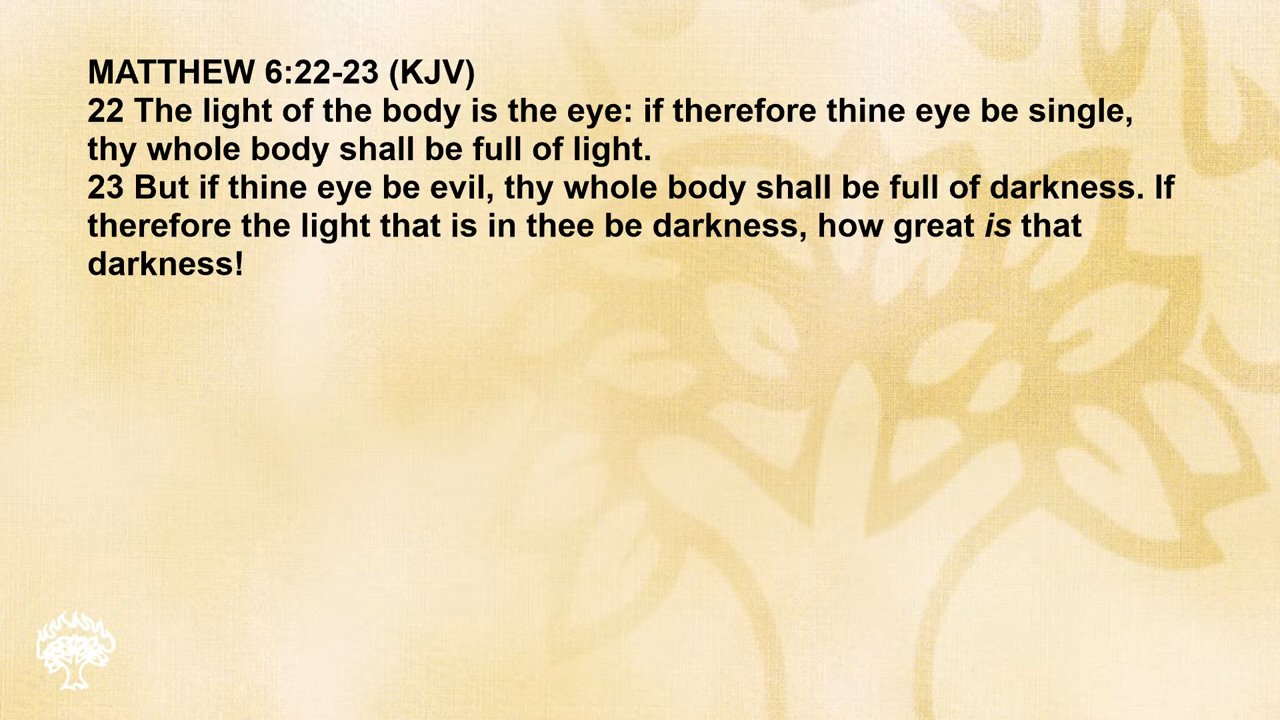 MATTHEW 6:22-23 (KJV)
22 The light of the body is the eye: if therefore thine eye be single,
thy whole body shall be full of light.
23 But if thine eye be evil, thy whole body shall be full of darkness. If
therefore the light that is in thee be darkness, how great is that
darkness!